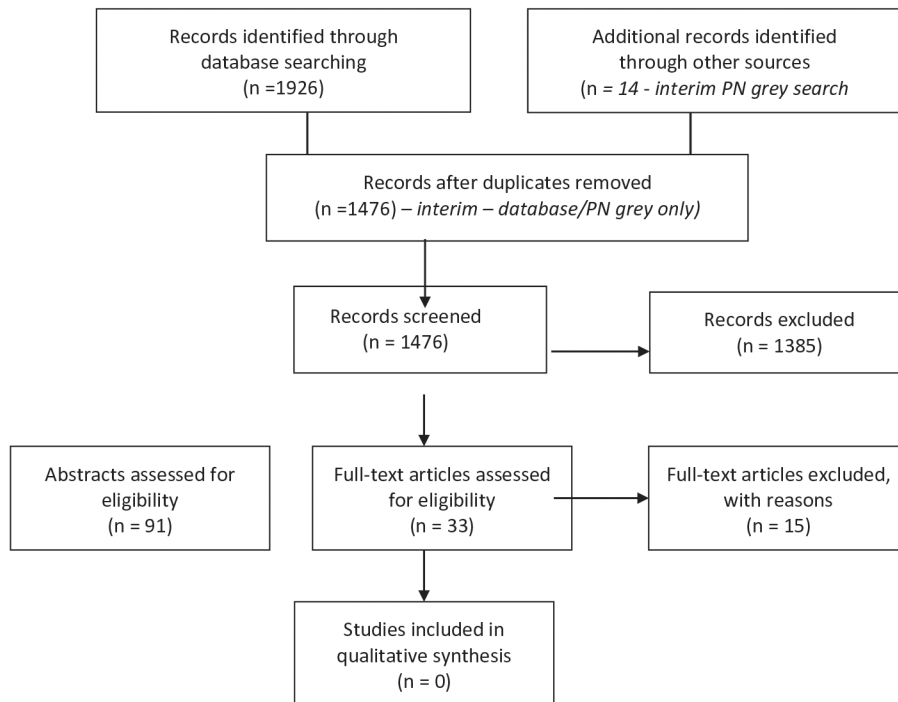 Records identified through
database searching
(n =1926)
Additional records identified
through other sources
(n = 14 - interim PN grey search
Records after duplicates removed
(n =1476) – interim – database/PN grey only)
Records screened
(n = 1476)
Records excluded
(n = 1385)
Abstracts assessed for
eligibility
(n = 91)
Full-text articles assessed
for eligibility
(n = 33)
Full-text articles excluded,
with reasons
(n = 15)
Studies included in
qualitative synthesis
(n = 0)